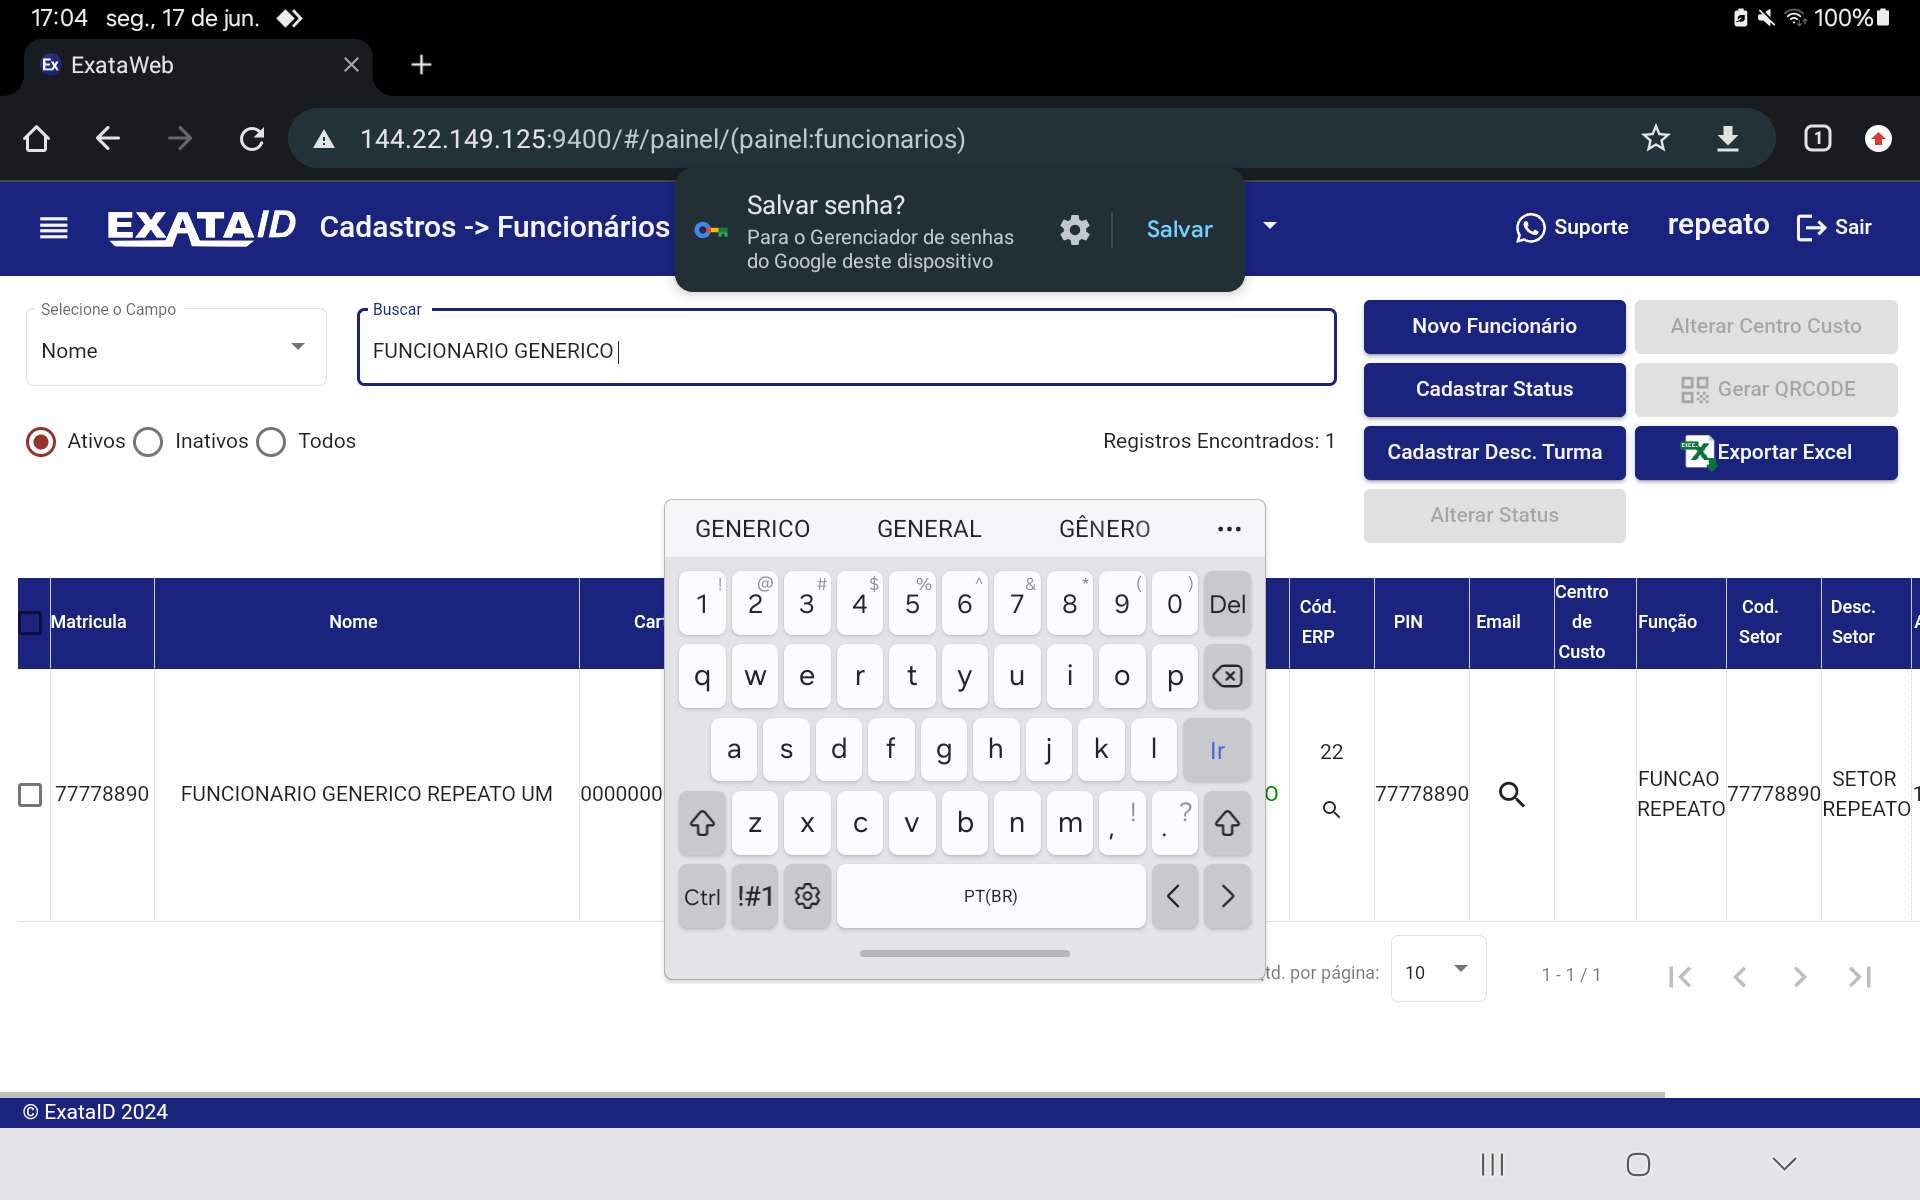 17:04 seg., 17 de jun. 100%
Ex ExataWeb
144.22.149.125:9400/#/painel/(painel:funcionarios) 1
Salvar senha?
Para o Gerenciador de senhas
do Google deste dispositivo
Salvar
EXATA ID Cadastros -> Funcionários
Suporte repeato Sair
Selecione o Campo
Nome
Buscar
FUNCIONARIO GENERICO
Novo Funcionário Alterar Centro Custo
Cadastrar Status Gerar QRCODE
Cadastrar Desc. Turma Exportar Excel
Alterar Status
Ativos Inativos Todos
Registros Encontrados: 1
GENERICO GENERAL GÊNERO ...
! @ # $ % ^ & * ( )
1 2 3 4 5 6 7 8 9 0 Del
q w e r t y u i o p
a s d f g h j k l Ir
z x c v b n m , ! . ?
Ctrl !#1 PT(BR) < >
Matricula Nome Car
Cód.
ERP
PIN
Email
Centro
de
Custo
Função
Cod.
Setor
Desc.
Setor
77778890 FUNCIONARIO GENERICO REPEATO UM 0000000
O
22
77778890
FUNCAO
REPEATO
77778890
SETOR
REPEATO
1
td. por página: 10 1 - 1 / 1
© ExataID 2024